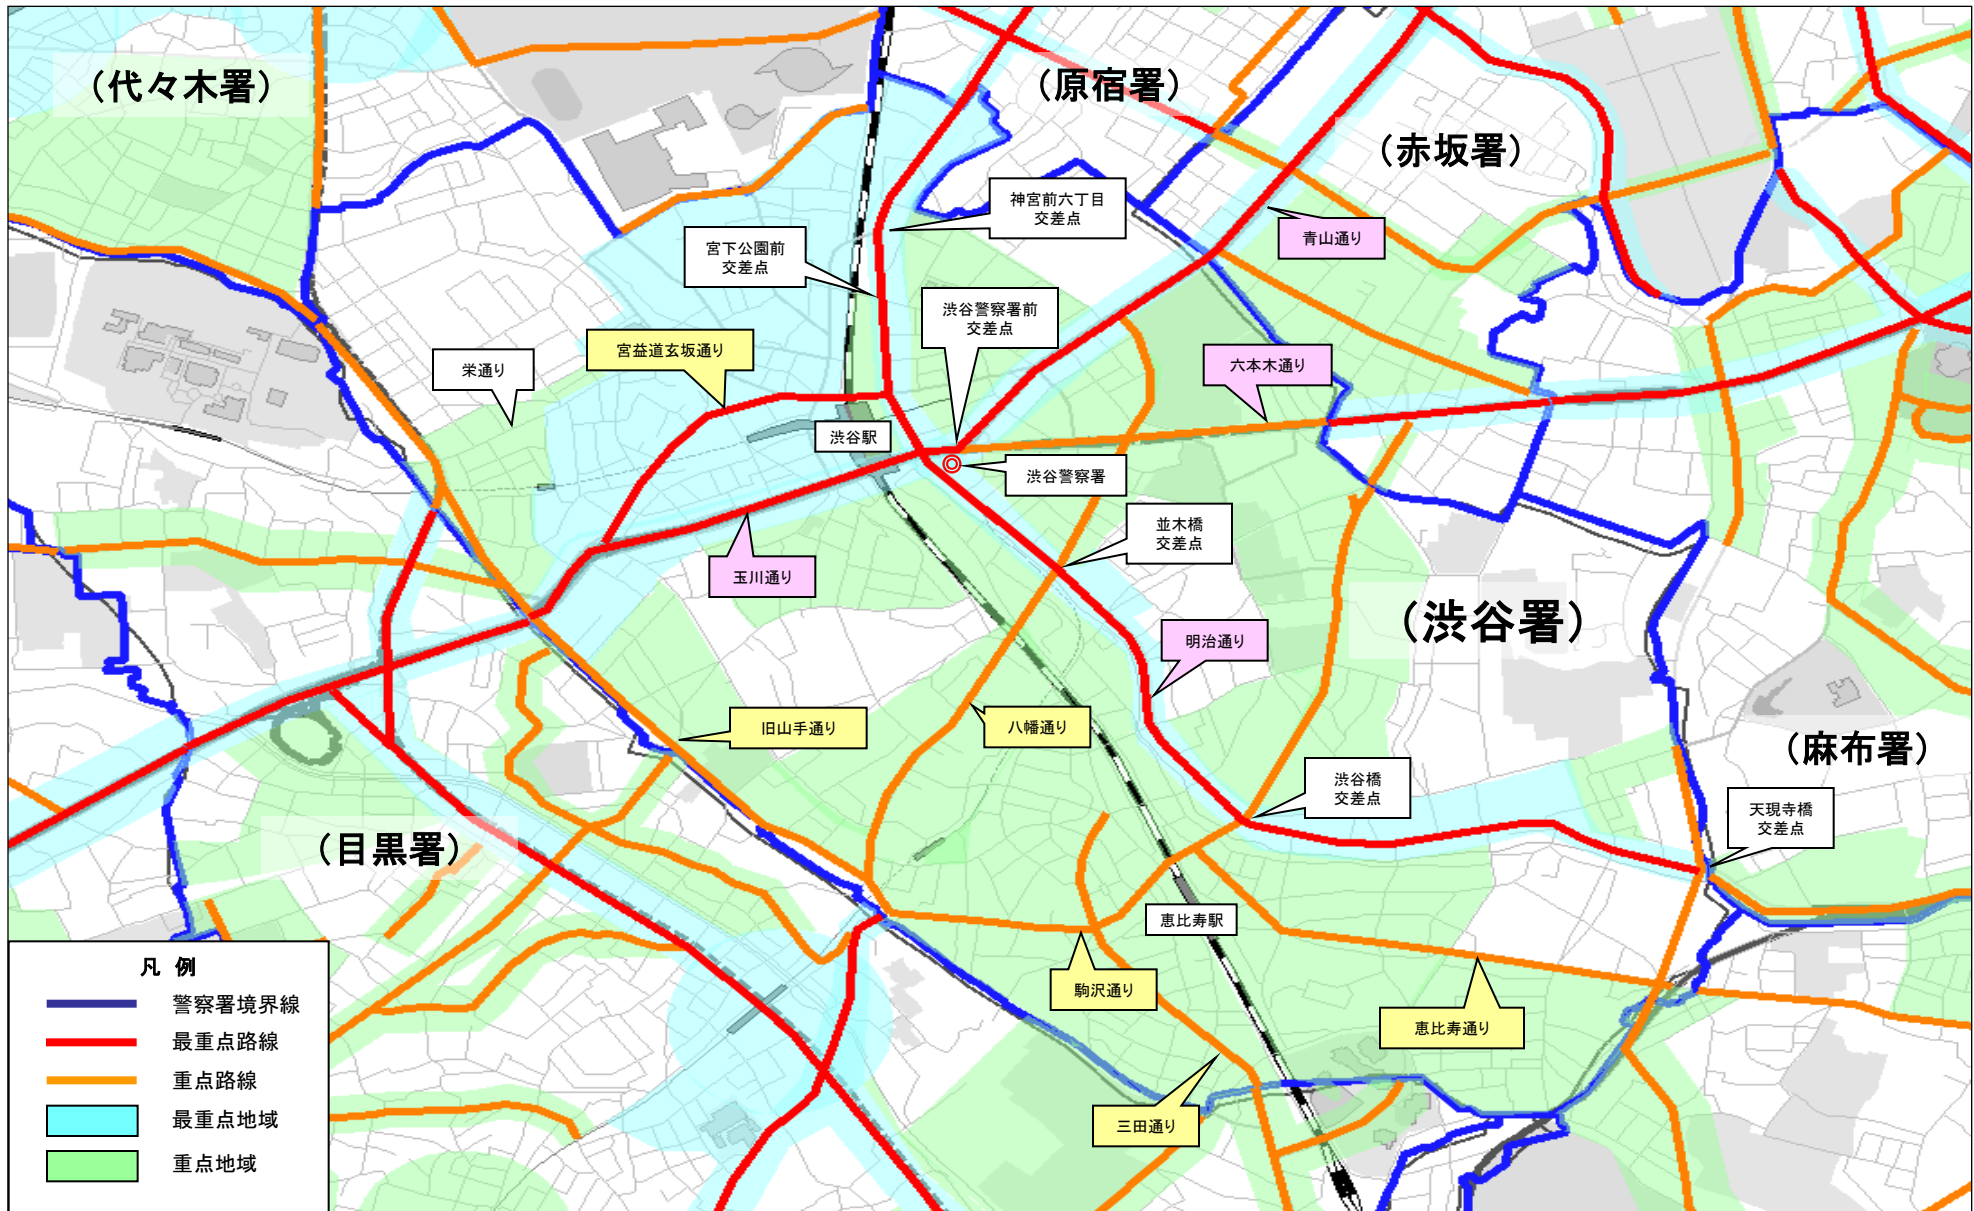 （代々木署）
（原宿署）
（赤坂署）
神宮前六丁目
交差点
青山通り
宮下公園前
交差点
渋谷警察署前
交差点
宮益道玄坂通り
栄通り
六本木通り
渋谷駅
渋谷警察署
並木橋
交差点
玉川通り
（渋谷署）
明治通り
旧山手通り
八幡通り
（麻布署）
渋谷橋
交差点
天現寺橋
交差点
（目黒署）
恵比寿駅
駒沢通り
恵比寿通り
三田通り
凡 例
警察署境界線
最重点路線
重点路線
最重点地域
重点地域